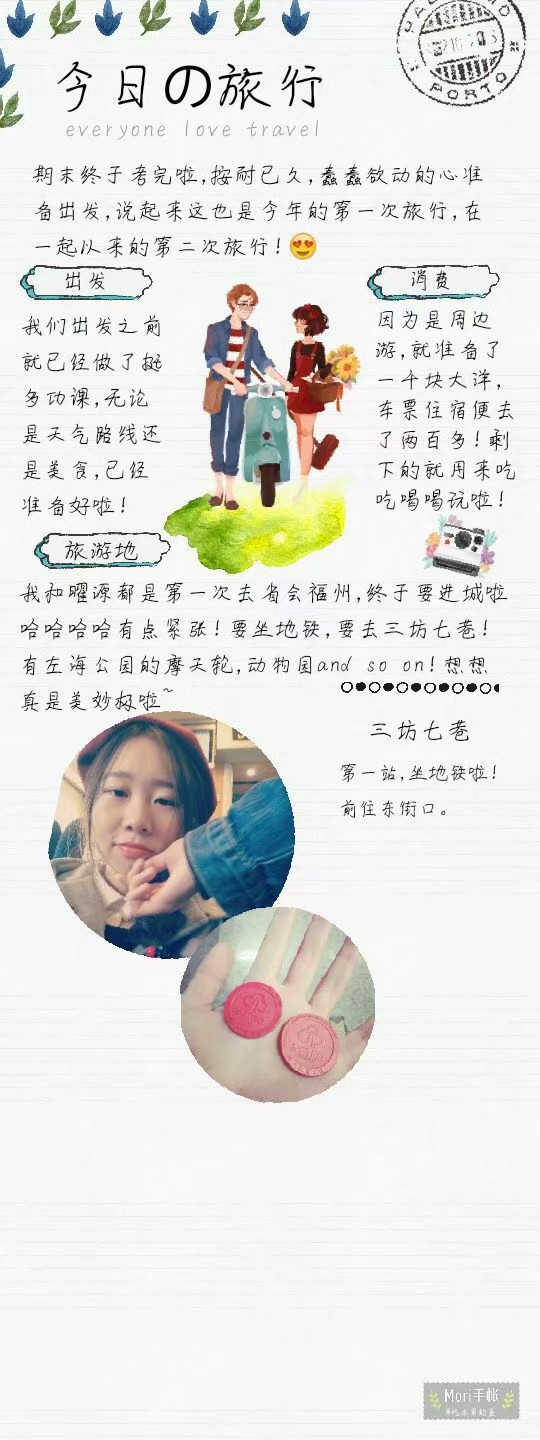 今日の旅行
everyone love travel
PORTO
期末终于考完啦,按耐已久,蠢蠢欲动的心准
备出发,说起来这也是今年的第一次旅行,在
一起以来的第二次旅行!😍
出发
我们出发之前
就已经做了挺
多功课,无论
是天气路线还
是美食,已经
准备好啦!
消费
因为是周边
游,就准备了
一千块大洋,
车票住宿便去
了两百多!剩
下的就用来吃
吃喝喝玩啦!
旅游地
我和曜源都是第一次去省会福州,终于要进城啦
哈哈哈哈有点紧张!要坐地铁,要去三坊七巷!
有左海公园的摩天轮,动物园and so on!想想
真是美妙极啦~
三坊七巷
第一站,坐地铁啦!
前往东街口。
Mori手帐
@吃水果的鱼